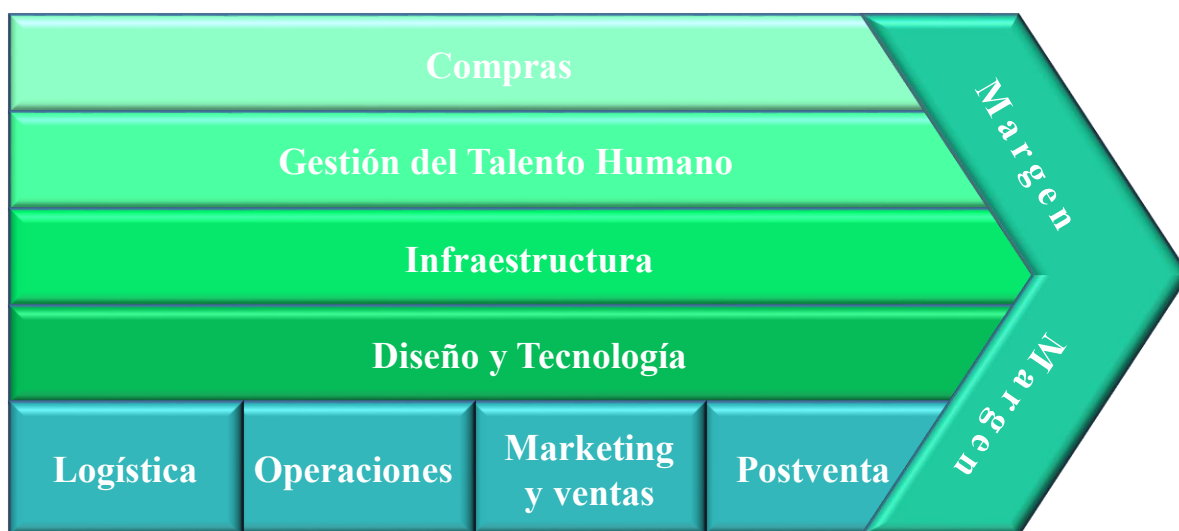 Compras
Gestión del Talento Humano
Infraestructura
Diseño y Tecnología
Logística
Operaciones
Marketing
y ventas
Postventa
Margen
Margen